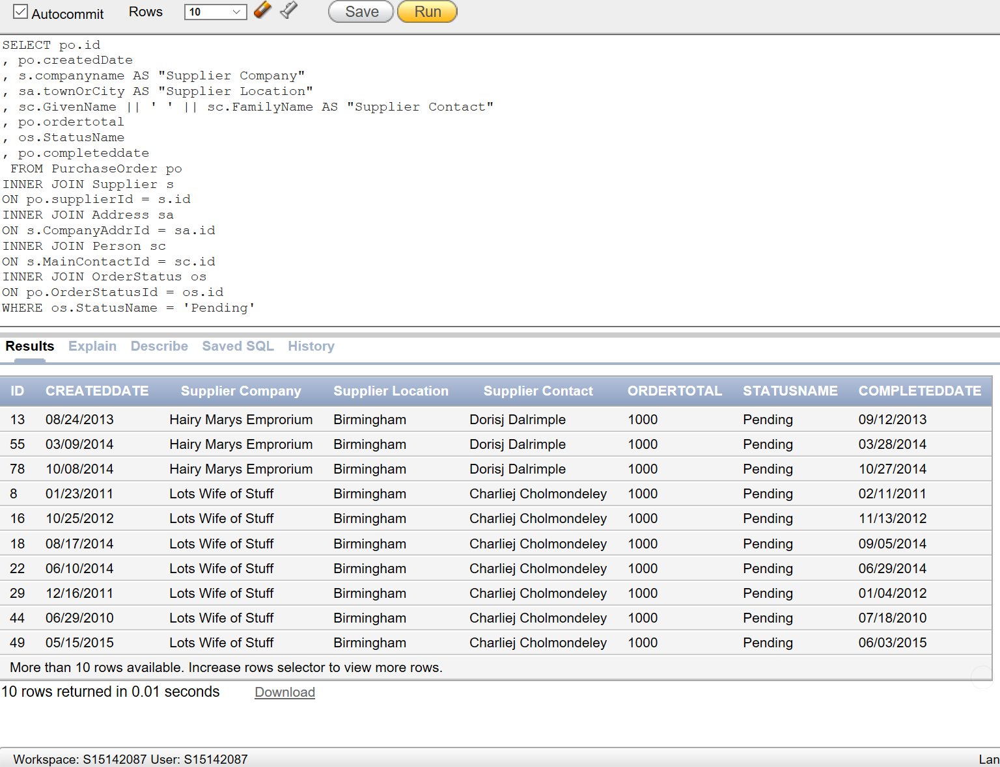 Autocommit Rows 10 Save Run
SELECT po.id
, po.createdDate
, s.companyname AS "Supplier Company"
, sa.townOrCity AS "Supplier Location"
, sc.GivenName || ' ' || sc.FamilyName AS "Supplier Contact"
, po.ordertotal
, os.StatusName
, po.completeddate
FROM PurchaseOrder po
INNER JOIN Supplier s
ON po.supplierId = s.id
INNER JOIN Address sa
ON s.CompanyAddrId = sa.id
INNER JOIN Person sc
ON s.MainContactId = sc.id
INNER JOIN OrderStatus os
ON po.OrderStatusId = os.id
WHERE os.StatusName = 'Pending'
Results Explain Describe Saved SQL History
ID CREATEDDATE Supplier Company Supplier Location Supplier Contact ORDERTOTAL STATUSNAME COMPLETEDDATE
13 08/24/2013 Hairy Marys Emprorium Birmingham Dorisj Dalrimple 1000 Pending 09/12/2013
55 03/09/2014 Hairy Marys Emprorium Birmingham Dorisj Dalrimple 1000 Pending 03/28/2014
78 10/08/2014 Hairy Marys Emprorium Birmingham Dorisj Dalrimple 1000 Pending 10/27/2014
8 01/23/2011 Lots Wife of Stuff Birmingham Charliej Cholmondeley 1000 Pending 02/11/2011
16 10/25/2012 Lots Wife of Stuff Birmingham Charliej Cholmondeley 1000 Pending 11/13/2012
18 08/17/2014 Lots Wife of Stuff Birmingham Charliej Cholmondeley 1000 Pending 09/05/2014
22 06/10/2014 Lots Wife of Stuff Birmingham Charliej Cholmondeley 1000 Pending 06/29/2014
29 12/16/2011 Lots Wife of Stuff Birmingham Charliej Cholmondeley 1000 Pending 01/04/2012
44 06/29/2010 Lots Wife of Stuff Birmingham Charliej Cholmondeley 1000 Pending 07/18/2010
49 05/15/2015 Lots Wife of Stuff Birmingham Charliej Cholmondeley 1000 Pending 06/03/2015
More than 10 rows available. Increase rows selector to view more rows.
10 rows returned in 0.01 seconds Download
Workspace: S15142087 User: S15142087 Lan